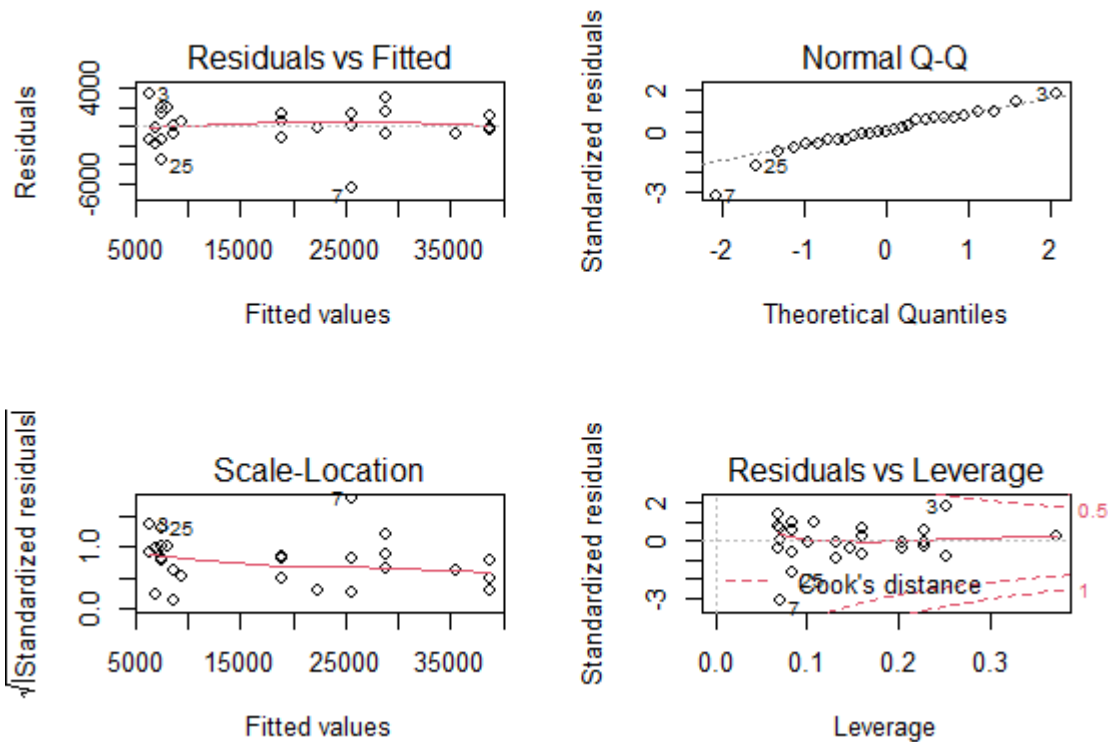 Residuals vs Fitted
Residuals
4000
-6000
3
25
7
5000 15000 25000 35000
Fitted values
Normal Q-Q
Standardized residuals
2
0
-3
3
25
7
-2 -1 0 1 2
Theoretical Quantiles
Scale-Location
√|Standardized residuals|
1.0
0.0
7
3
25
5000 15000 25000 35000
Fitted values
Residuals vs Leverage
Standardized residuals
2
0
-3
3
0.5
25
Cook's distance
1
7
0.0 0.1 0.2 0.3
Leverage